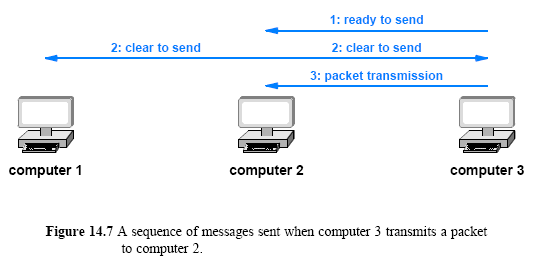 1: ready to send
2: clear to send 2: clear to send
3: packet transmission
computer 1 computer 2 computer 3
Figure 14.7 A sequence of messages sent when computer 3 transmits a packet
to computer 2.